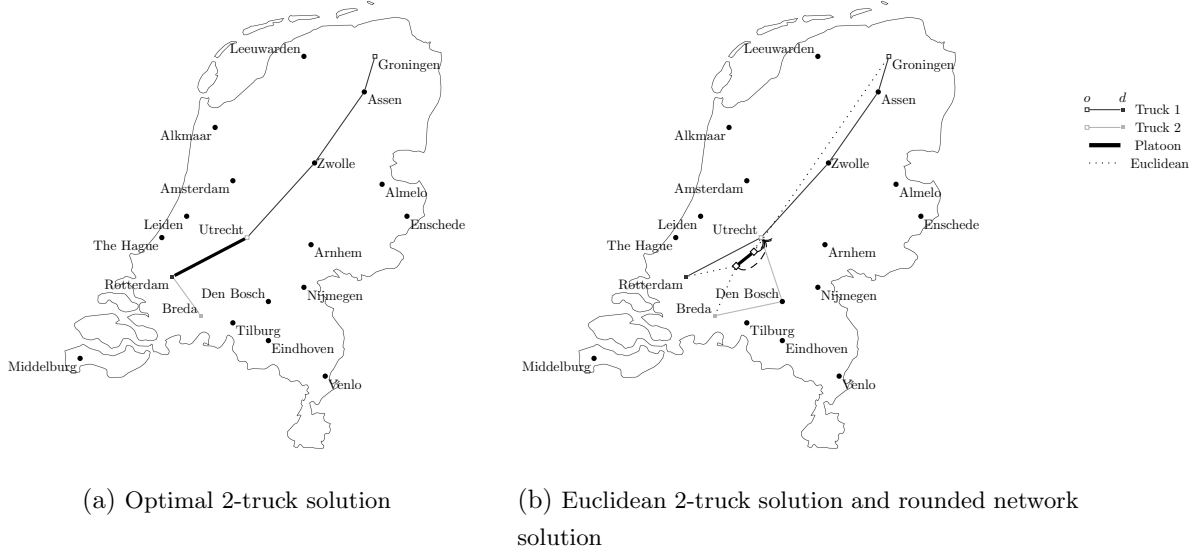 Leeuwarden
Groningen
Assen
Alkmaar
Zwolle
Amsterdam
Almelo
Leiden
Utrecht
Enschede
The Hague
Arnhem
Rotterdam
Den Bosch
Nijmegen
Breda
Tilburg
Eindhoven
Middelburg
Venlo
(a) Optimal 2-truck solution
Leeuwarden
Groningen
Assen
Alkmaar
Zwolle
Amsterdam
Almelo
Leiden
Utrecht
Enschede
The Hague
Arnhem
Rotterdam
Den Bosch
Nijmegen
Breda
Tilburg
Eindhoven
Middelburg
Venlo
(b) Euclidean 2-truck solution and rounded network
solution
o d
Truck 1
Truck 2
Platoon
Euclidean